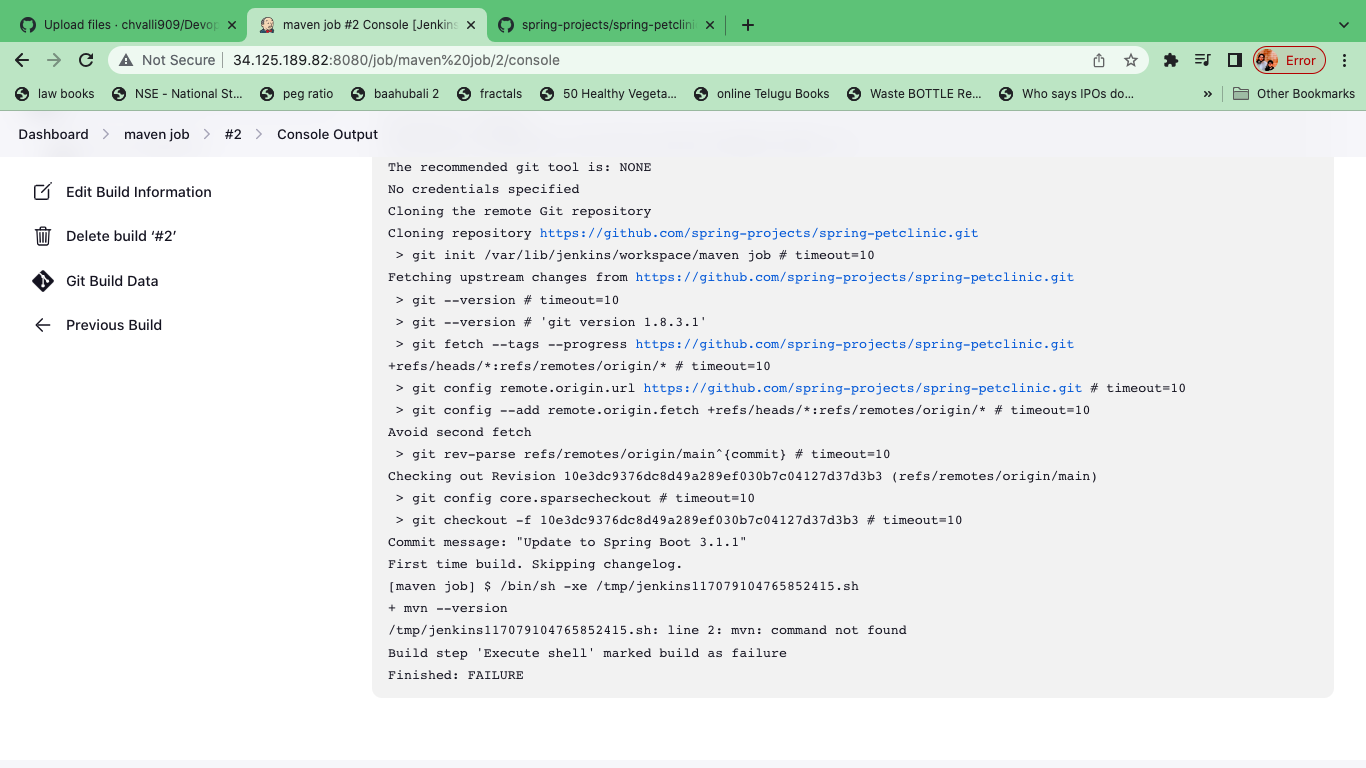 Upload files · chvalli909/Devop
maven job #2 Console [Jenkins
spring-projects/spring-petclini
Not Secure
34.125.189.82:8080/job/maven%20job/2/console
Error
law books
NSE - National St...
peg ratio
baahubali 2
fractals
50 Healthy Vegeta...
online Telugu Books
Waste BOTTLE Re...
Who says IPOs do...
»
Other Bookmarks
Dashboard
maven job
#2
Console Output
Edit Build Information
Delete build ‘#2’
Git Build Data
Previous Build
The recommended git tool is: NONE
No credentials specified
Cloning the remote Git repository
Cloning repository https://github.com/spring-projects/spring-petclinic.git
 > git init /var/lib/jenkins/workspace/maven job # timeout=10
Fetching upstream changes from https://github.com/spring-projects/spring-petclinic.git
 > git --version # timeout=10
 > git --version # 'git version 1.8.3.1'
 > git fetch --tags --progress https://github.com/spring-projects/spring-petclinic.git
+refs/heads/*:refs/remotes/origin/* # timeout=10
 > git config remote.origin.url https://github.com/spring-projects/spring-petclinic.git # timeout=10
 > git config --add remote.origin.fetch +refs/heads/*:refs/remotes/origin/* # timeout=10
Avoid second fetch
 > git rev-parse refs/remotes/origin/main^{commit} # timeout=10
Checking out Revision 10e3dc9376dc8d49a289ef030b7c04127d37d3b3 (refs/remotes/origin/main)
 > git config core.sparsecheckout # timeout=10
 > git checkout -f 10e3dc9376dc8d49a289ef030b7c04127d37d3b3 # timeout=10
Commit message: "Update to Spring Boot 3.1.1"
First time build. Skipping changelog.
[maven job] $ /bin/sh -xe /tmp/jenkins117079104765852415.sh
+ mvn --version
/tmp/jenkins117079104765852415.sh: line 2: mvn: command not found
Build step 'Execute shell' marked build as failure
Finished: FAILURE